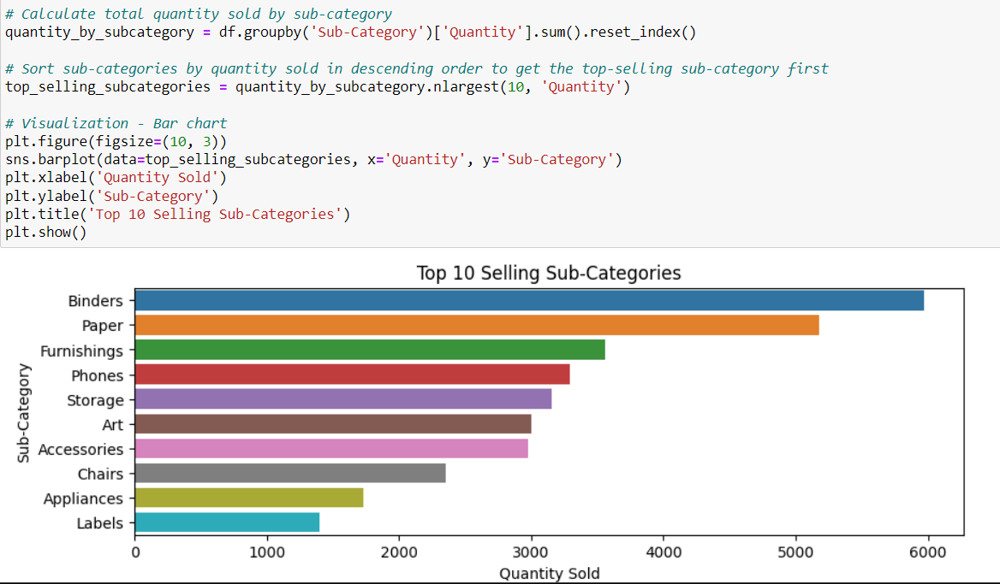 # Calculate total quantity sold by sub-category
quantity_by_subcategory = df.groupby('Sub-Category')['Quantity'].sum().reset_index()
# Sort sub-categories by quantity sold in descending order to get the top-selling sub-category first
top_selling_subcategories = quantity_by_subcategory.nlargest(10, 'Quantity')
# Visualization - Bar chart
plt.figure(figsize=(10, 3))
sns.barplot(data=top_selling_subcategories, x='Quantity', y='Sub-Category')
plt.xlabel('Quantity Sold')
plt.ylabel('Sub-Category')
plt.title('Top 10 Selling Sub-Categories')
plt.show()
Top 10 Selling Sub-Categories
Sub-Category
Binders
Paper
Furnishings
Phones
Storage
Art
Accessories
Chairs
Appliances
Labels
0 1000 2000 3000 4000 5000 6000
Quantity Sold